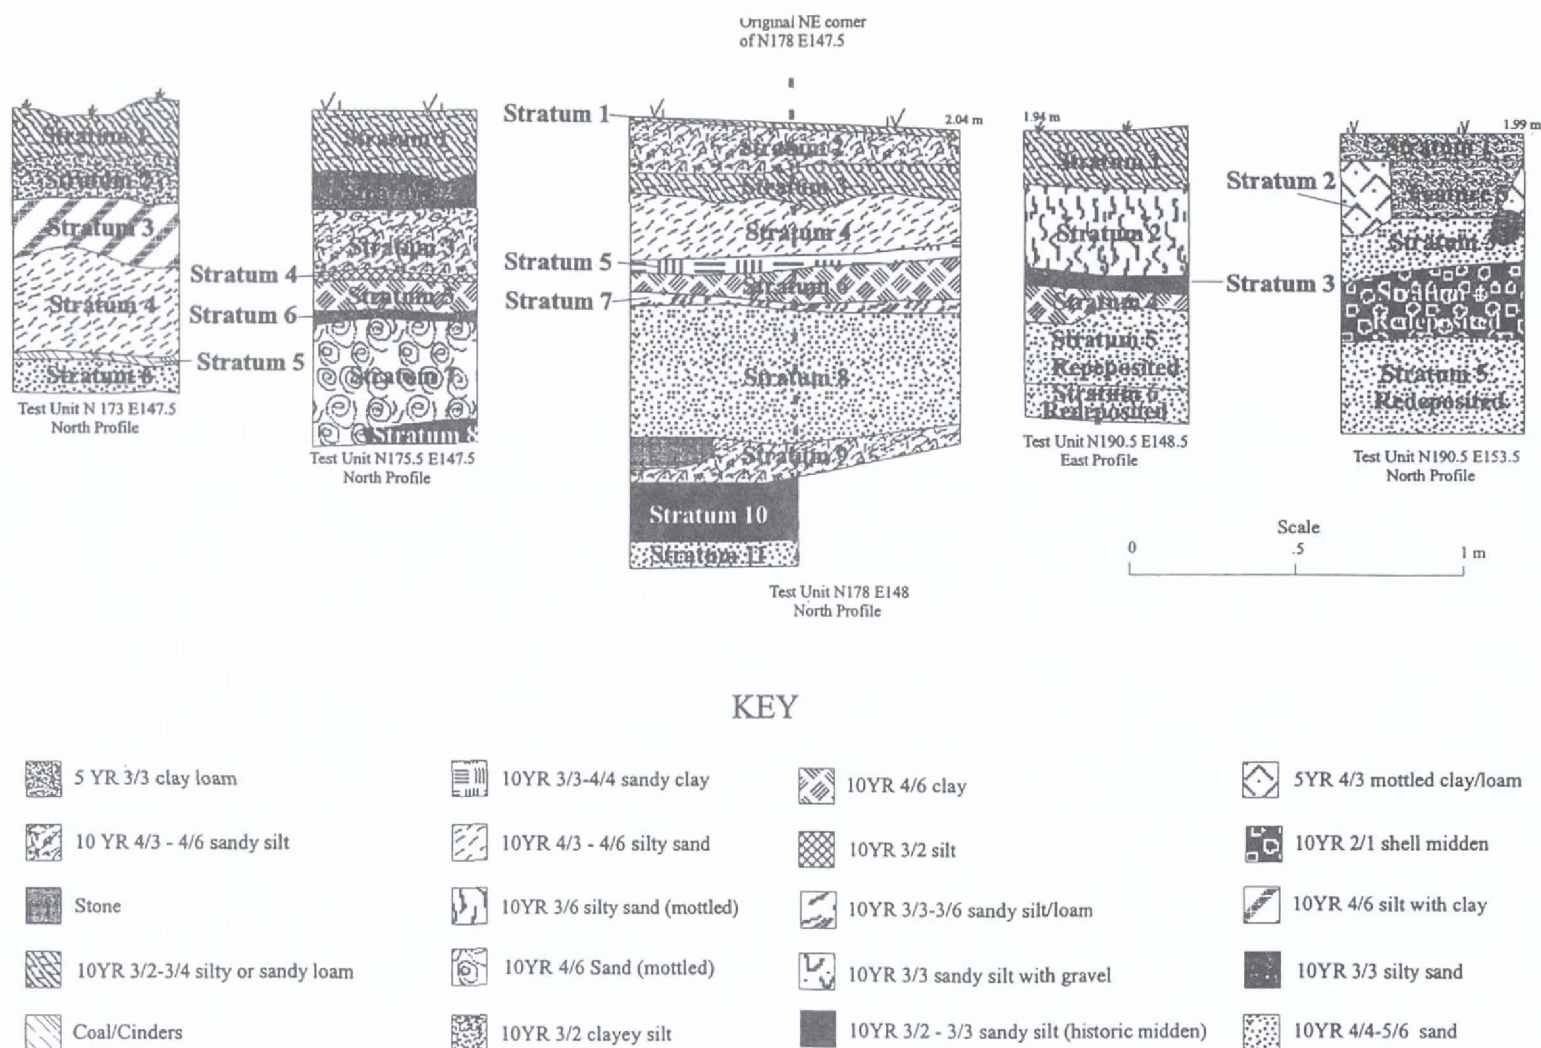 Original NE corner
of N178 E147.5
Stratum 1
Stratum 2
Stratum 3
Stratum 4
Stratum 5
Stratum 6
Test Unit N 173 E147.5
North Profile
Stratum 1
Stratum 3
Stratum 4
Stratum 5
Stratum 6
Stratum 7
Stratum 8
Test Unit N175.5 E147.5
North Profile
Stratum 1
2.04 m
Stratum 2
Stratum 3
Stratum 4
Stratum 5
Stratum 6
Stratum 7
Stratum 8
Stratum 9
Stratum 10
Stratum 11
Test Unit N178 E148
North Profile
1.94 m
Stratum 1
Stratum 2
Stratum 3
Stratum 4
Stratum 5
Repeposited
Stratum 6
Redeposited
Test Unit N190.5 E148.5
East Profile
1.99 m
Stratum 1
Stratum 2
Feature 5
Stratum 3
Stratum 4
Redeposited
Stratum 5
Redeposited
Test Unit N190.5 E153.5
North Profile
Scale
0 .5 1 m
KEY
5 YR 3/3 clay loam
10 YR 4/3 - 4/6 sandy silt
Stone
10YR 3/2-3/4 silty or sandy loam
Coal/Cinders
10YR 3/3-4/4 sandy clay
10YR 4/3 - 4/6 silty sand
10YR 3/6 silty sand (mottled)
10YR 4/6 Sand (mottled)
10YR 3/2 clayey silt
10YR 4/6 clay
10YR 3/2 silt
10YR 3/3-3/6 sandy silt/loam
10YR 3/3 sandy silt with gravel
10YR 3/2 - 3/3 sandy silt (historic midden)
5YR 4/3 mottled clay/loam
10YR 2/1 shell midden
10YR 4/6 silt with clay
10YR 3/3 silty sand
10YR 4/4-5/6 sand